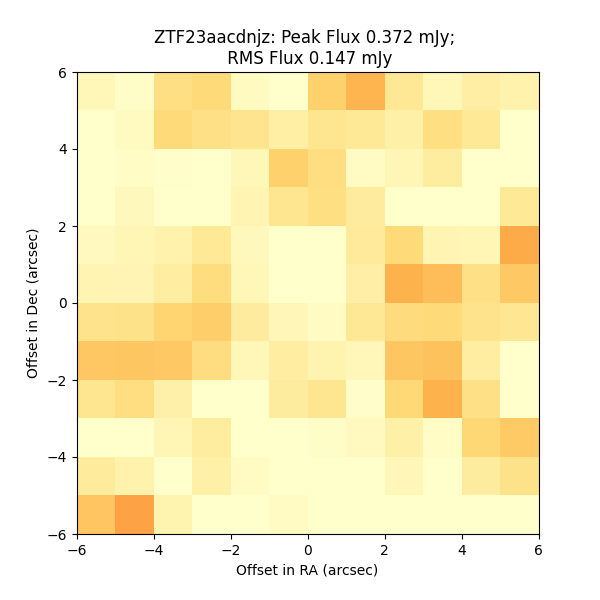 ZTF23aacdnjz: Peak Flux 0.372 mJy;
RMS Flux 0.147 mJy
6
4
2
0
−2
−4
−6
Offset in Dec (arcsec)
−6 −4 −2 0 2 4 6
Offset in RA (arcsec)